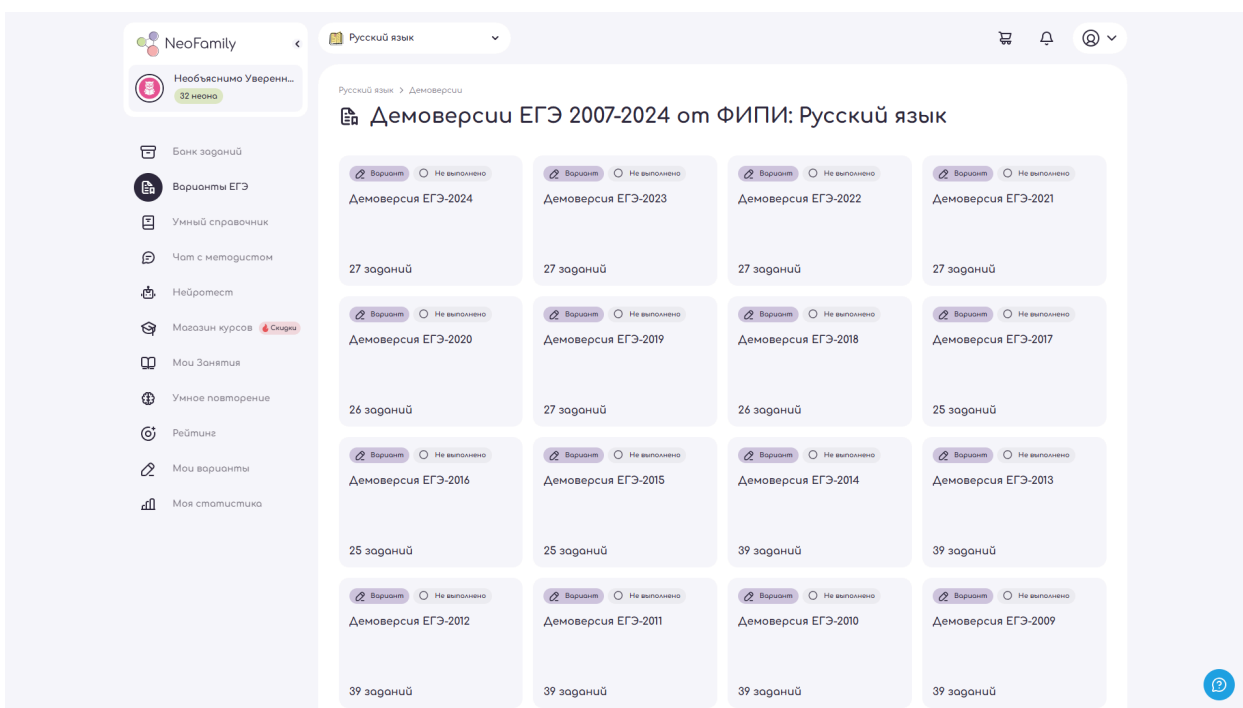 NeoFamily
Русский язык
Необъяснимо Уверенн...
32 неона
Банк заданий
Варианты ЕГЭ
Умный справочник
Чат с методистом
Нейротест
Магазин курсов Скидки
Мои Занятия
Умное повторение
Рейтинг
Мои варианты
Моя статистика
Русский язык > Демоверсии
Демоверсии ЕГЭ 2007-2024 от ФИПИ: Русский язык
Вариант Не выполнено Вариант Не выполнено Вариант Не выполнено Вариант Не выполнено
Демоверсия ЕГЭ-2024 Демоверсия ЕГЭ-2023 Демоверсия ЕГЭ-2022 Демоверсия ЕГЭ-2021
27 заданий 27 заданий 27 заданий 27 заданий
Вариант Не выполнено Вариант Не выполнено Вариант Не выполнено Вариант Не выполнено
Демоверсия ЕГЭ-2020 Демоверсия ЕГЭ-2019 Демоверсия ЕГЭ-2018 Демоверсия ЕГЭ-2017
26 заданий 27 заданий 26 заданий 25 заданий
Вариант Не выполнено Вариант Не выполнено Вариант Не выполнено Вариант Не выполнено
Демоверсия ЕГЭ-2016 Демоверсия ЕГЭ-2015 Демоверсия ЕГЭ-2014 Демоверсия ЕГЭ-2013
25 заданий 25 заданий 39 заданий 39 заданий
Вариант Не выполнено Вариант Не выполнено Вариант Не выполнено Вариант Не выполнено
Демоверсия ЕГЭ-2012 Демоверсия ЕГЭ-2011 Демоверсия ЕГЭ-2010 Демоверсия ЕГЭ-2009
39 заданий 39 заданий 39 заданий 39 заданий